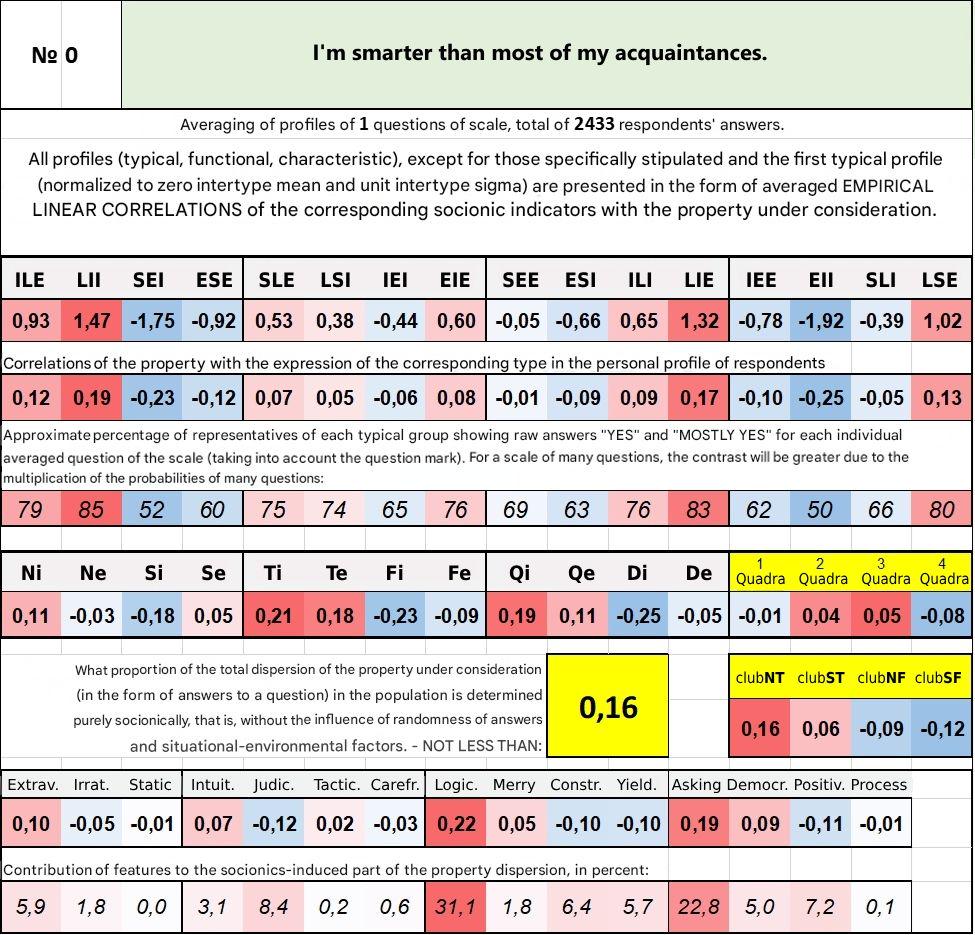 № 0
I'm smarter than most of my acquaintances.
Averaging of profiles of 1 questions of scale, total of 2433 respondents' answers.
All profiles (typical, functional, characteristic), except for those specifically stipulated and the first typical profile
(normalized to zero intertype mean and unit intertype sigma) are presented in the form of averaged EMPIRICAL
LINEAR CORRELATIONS of the corresponding socionic indicators with the property under consideration.
ILE LII SEI ESE SLE LSI IEI EIE SEE ESI ILI LIE IEE EII SLI LSE
0,93 1,47 -1,75 -0,92 0,53 0,38 -0,44 0,60 -0,05 -0,66 0,65 1,32 -0,78 -1,92 -0,39 1,02
Correlations of the property with the expression of the corresponding type in the personal profile of respondents
0,12 0,19 -0,23 -0,12 0,07 0,05 -0,06 0,08 -0,01 -0,09 0,09 0,17 -0,10 -0,25 -0,05 0,13
Approximate percentage of representatives of each typical group showing raw answers "YES" and "MOSTLY YES" for each individual
averaged question of the scale (taking into account the question mark). For a scale of many questions, the contrast will be greater due to the
multiplication of the probabilities of many questions:
79 85 52 60 75 74 65 76 69 63 76 83 62 50 66 80
Ni Ne Si Se Ti Te Fi Fe Qi Qe Di De 1 Quadra 2 Quadra 3 Quadra 4 Quadra
0,11 -0,03 -0,18 0,05 0,21 0,18 -0,23 -0,09 0,19 0,11 -0,25 -0,05 -0,01 0,04 0,05 -0,08
What proportion of the total dispersion of the property under consideration
(in the form of answers to a question) in the population is determined
purely socionically, that is, without the influence of randomness of answers
and situational-environmental factors. - NOT LESS THAN:
0,16
clubNT clubST clubNF clubSF
0,16 0,06 -0,09 -0,12
Extrav. Irrat. Static Intuit. Judic. Tactic. Carefr. Logic. Merry Constr. Yield. Asking Democr. Positiv. Process
0,10 -0,05 -0,01 0,07 -0,12 0,02 -0,03 0,22 0,05 -0,10 -0,10 0,19 0,09 -0,11 -0,01
Contribution of features to the socionics-induced part of the property dispersion, in percent:
5,9 1,8 0,0 3,1 8,4 0,2 0,6 31,1 1,8 6,4 5,7 22,8 5,0 7,2 0,1